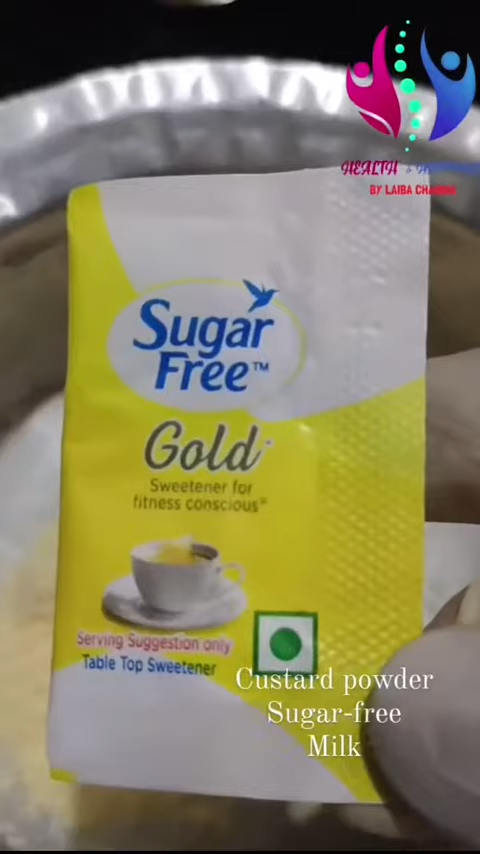 HEALTH &
BY LAIBA
Sugar
Free™
Gold
Sweetener for
fitness conscious
Serving Suggestion only
Table Top Sweetener
Custard powder
Sugar-free
Milk